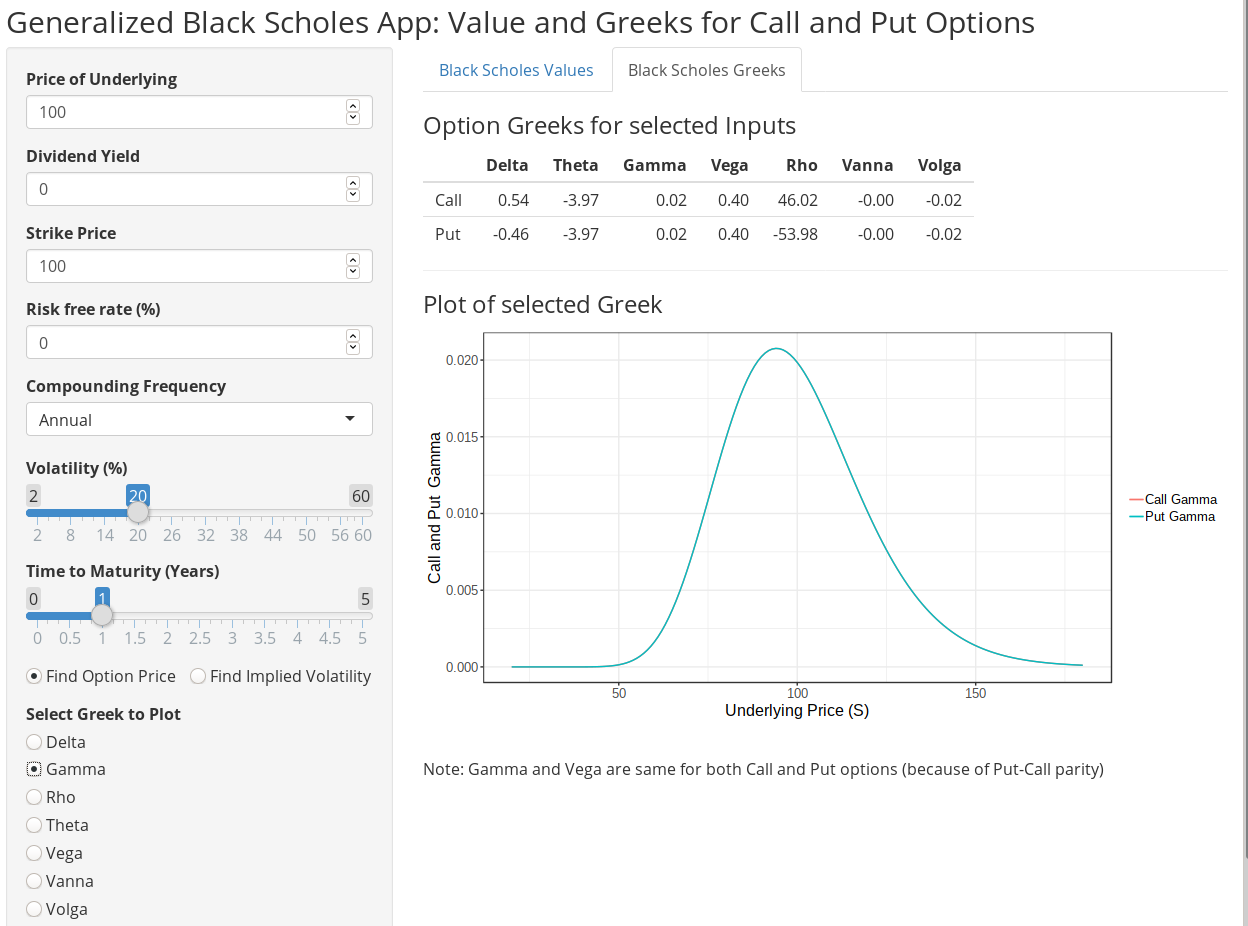 Generalized Black Scholes App: Value and Greeks for Call and Put Options
Price of Underlying
100
Dividend Yield
0
Strike Price
100
Risk free rate (%)
0
Compounding Frequency
Annual
Volatility (%)
2 20 60
2 8 14 20 26 32 38 44 50 56 60
Time to Maturity (Years)
0 1 5
0 0.5 1 1.5 2 2.5 3 3.5 4 4.5 5
Find Option Price Find Implied Volatility
Select Greek to Plot
Delta
Gamma
Rho
Theta
Vega
Vanna
Volga
Black Scholes Values Black Scholes Greeks
Option Greeks for selected Inputs
Delta Theta Gamma Vega Rho Vanna Volga
Call 0.54 -3.97 0.02 0.40 46.02 -0.00 -0.02
Put -0.46 -3.97 0.02 0.40 -53.98 -0.00 -0.02
Plot of selected Greek
Call and Put Gamma
0.020
0.015
0.010
0.005
0.000
50 100 150
Underlying Price (S)
Call Gamma
Put Gamma
Note: Gamma and Vega are same for both Call and Put options (because of Put-Call parity)